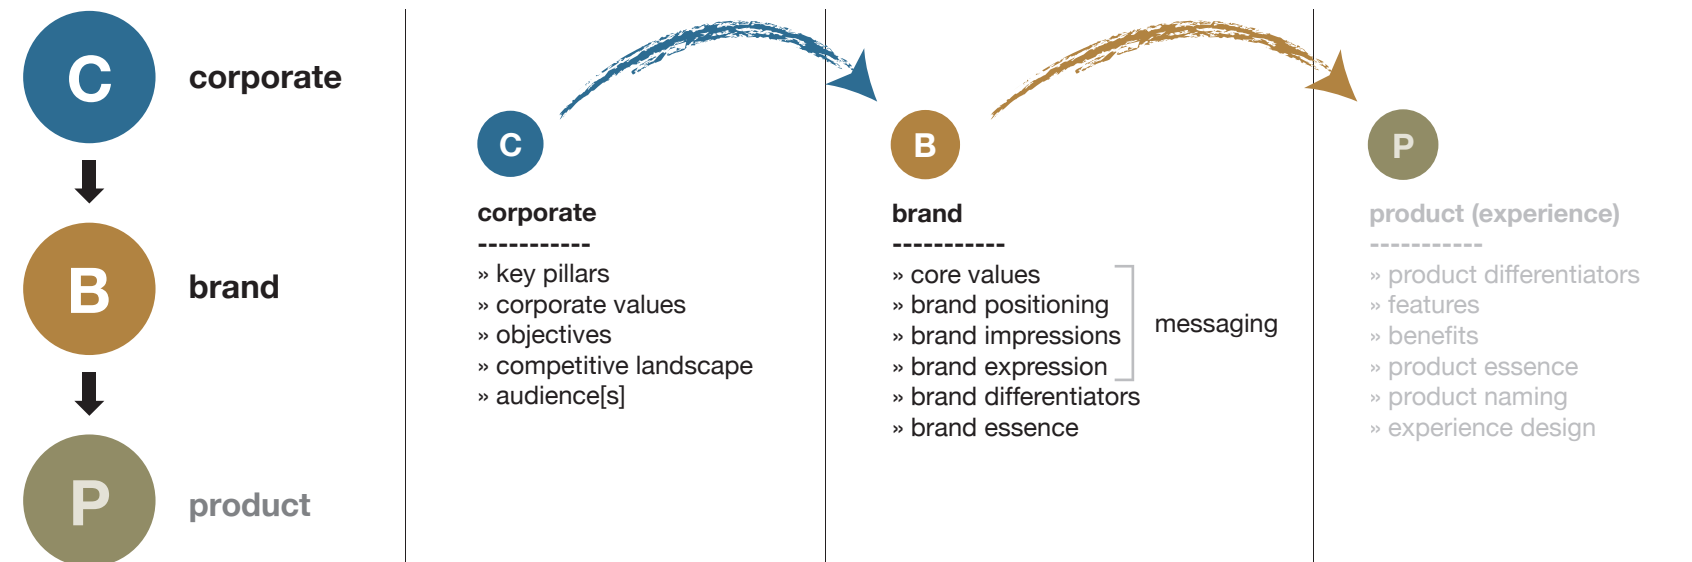 C
corporate
B
brand
P
product
C
corporate
-----------
» key pillars
» corporate values
» objectives
» competitive landscape
» audience[s]
B
brand
-----------
» core values
» brand positioning
» brand impressions
» brand expression
» brand differentiators
» brand essence
messaging
P
product (experience)
-----------
» product differentiators
» features
» benefits
» product essence
» product naming
» experience design